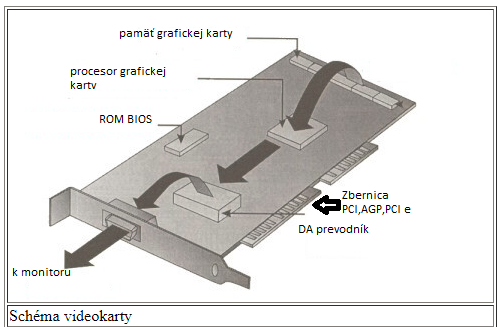 pamäť grafickej karty
procesor grafickej
karty
ROM BIOS
Zbernica
PCI,AGP,PCI e
DA prevodník
k monitoru
Schéma videokarty